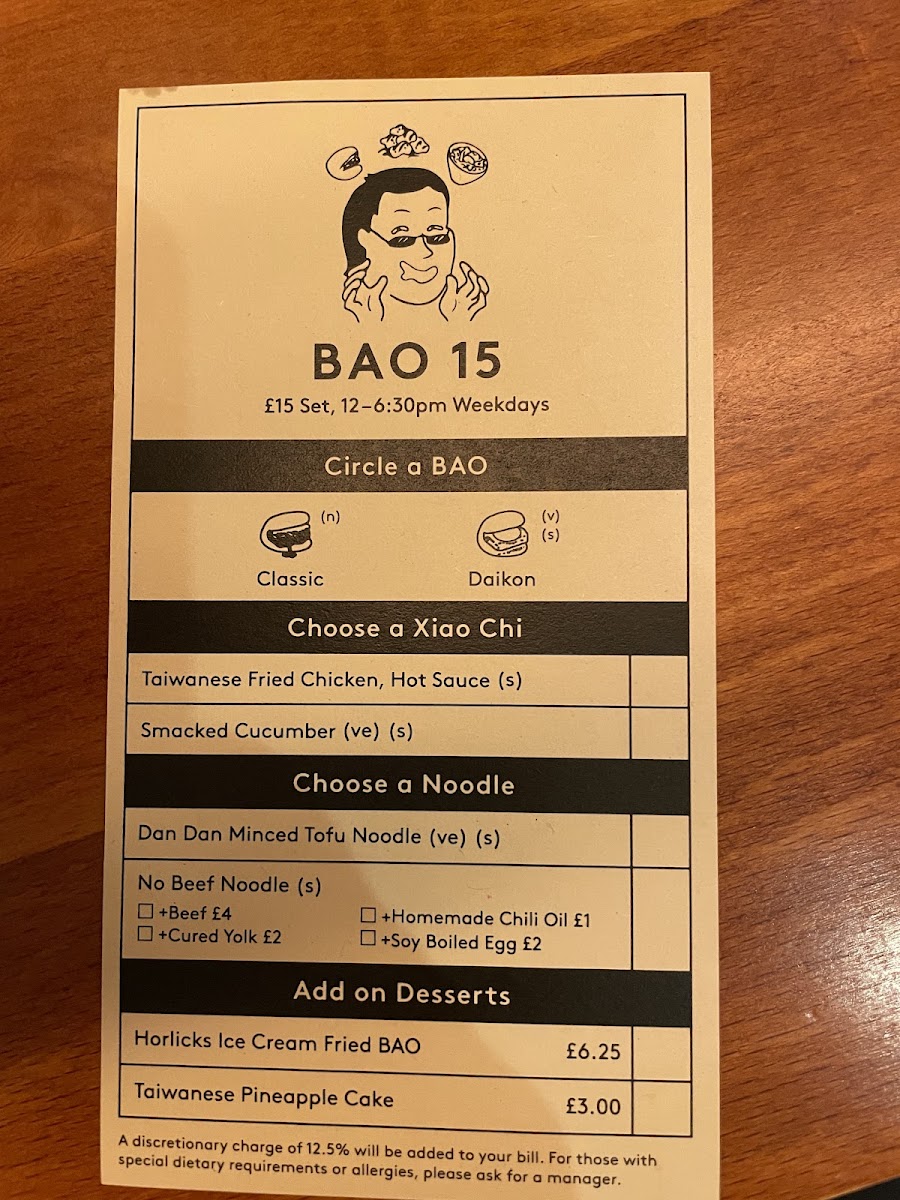 BAO 15
£15 Set, 12–6:30pm Weekdays
Circle a BAO
(n)
(v)
(s)
Classic
Daikon
Choose a Xiao Chi
Taiwanese Fried Chicken, Hot Sauce (s)
Smacked Cucumber (ve) (s)
Choose a Noodle
Dan Dan Minced Tofu Noodle (ve) (s)
No Beef Noodle (s)
+Beef £4
+Homemade Chili Oil £1
+Cured Yolk £2
+Soy Boiled Egg £2
Add on Desserts
Horlicks Ice Cream Fried BAO £6.25
Taiwanese Pineapple Cake £3.00
A discretionary charge of 12.5% will be added to your bill. For those with
special dietary requirements or allergies, please ask for a manager.